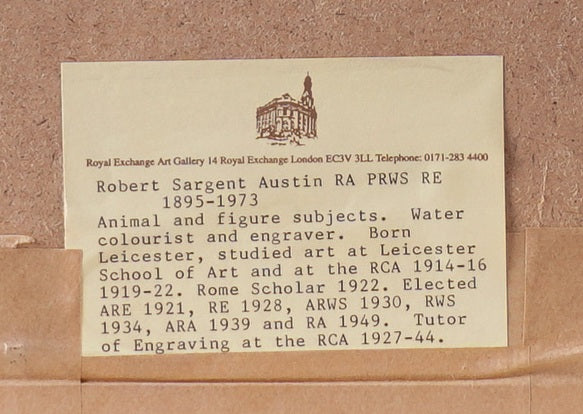 Royal Exchange Art Gallery 14 Royal Exchange London EC3V 3LL Telephone: 0171-283 4400
Robert Sargent Austin RA PRWS RE
1895-1973
Animal and figure subjects. Water
colourist and engraver. Born
Leicester, studied art at Leicester
School of Art and at the RCA 1914-16
1919-22. Rome Scholar 1922. Elected
ARE 1921, RE 1928, ARWS 1930, RWS
1934, ARA 1939 and RA 1949. Tutor
of Engraving at the RCA 1927-44.